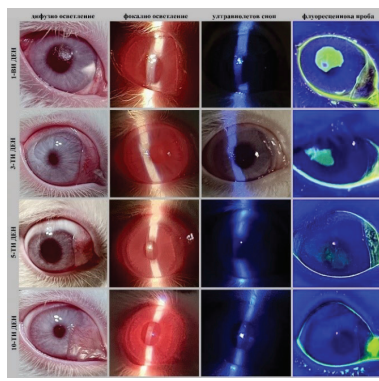 дифузно осветление
фокално осветление
ултравиолетов сноп
флуоресцеинова проба
1-ВИ ДЕН
3-ТИ ДЕН
5-ТИ ДЕН
10-ТИ ДЕН